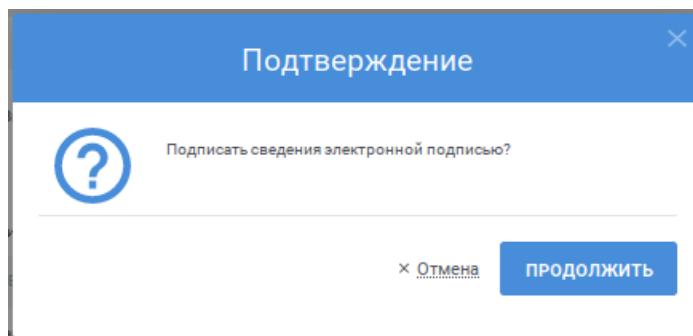 Подтверждение
Подписать сведения электронной подписью?
× Отмена
ПРОДОЛЖИТЬ